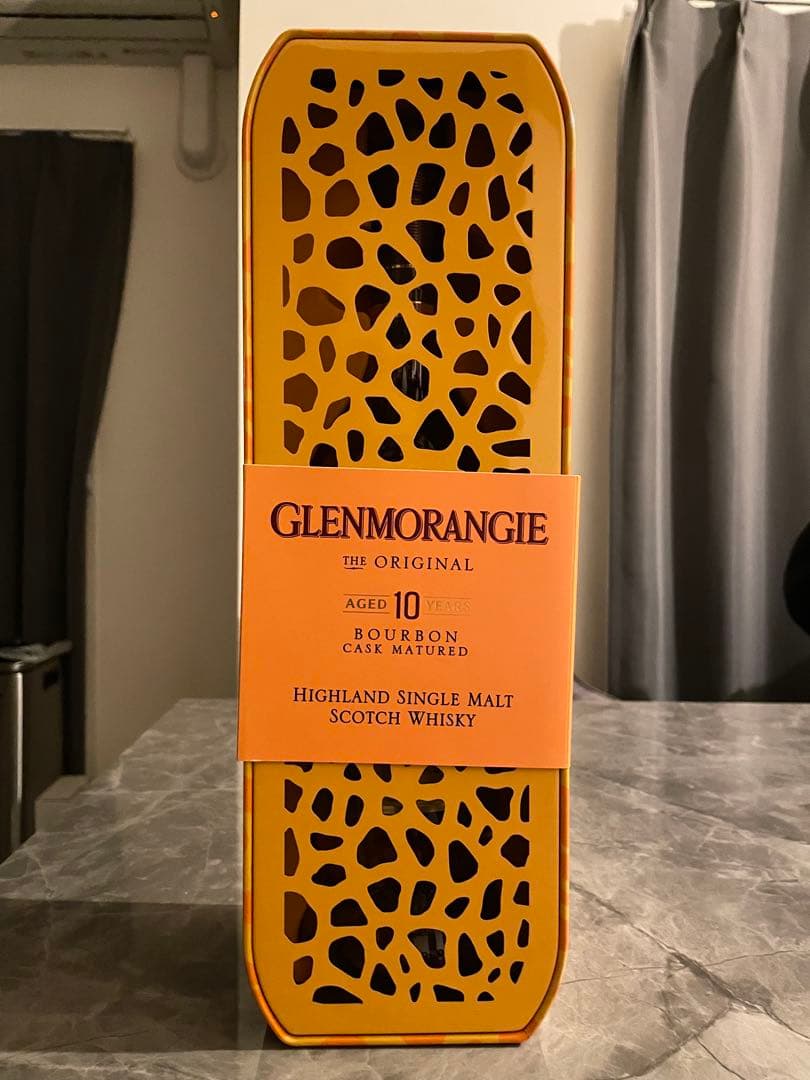 GLENMORANGIE
THE ORIGINAL
AGED 10 YEARS
BOURBON
CASK MATURED
HIGHLAND SINGLE MALT
SCOTCH WHISKY